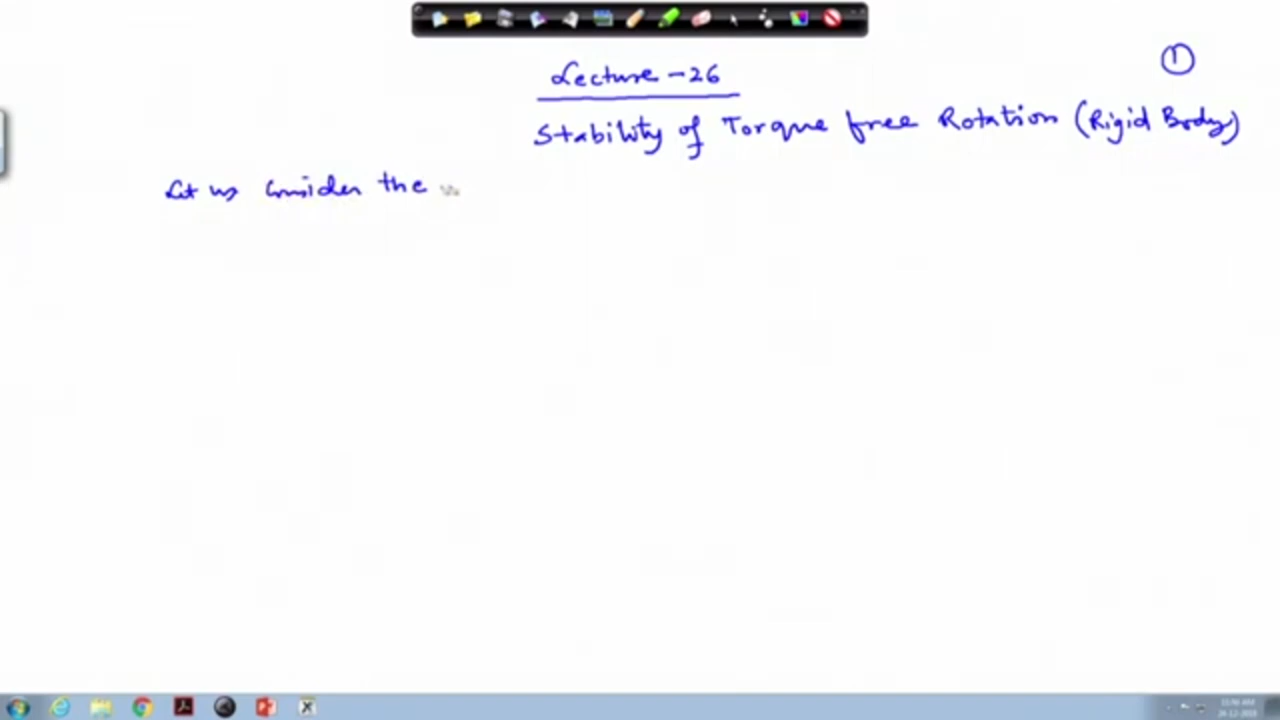 Lecture - 26
①
Stability of Torque free Rotation (Rigid Body)
Let us consider the